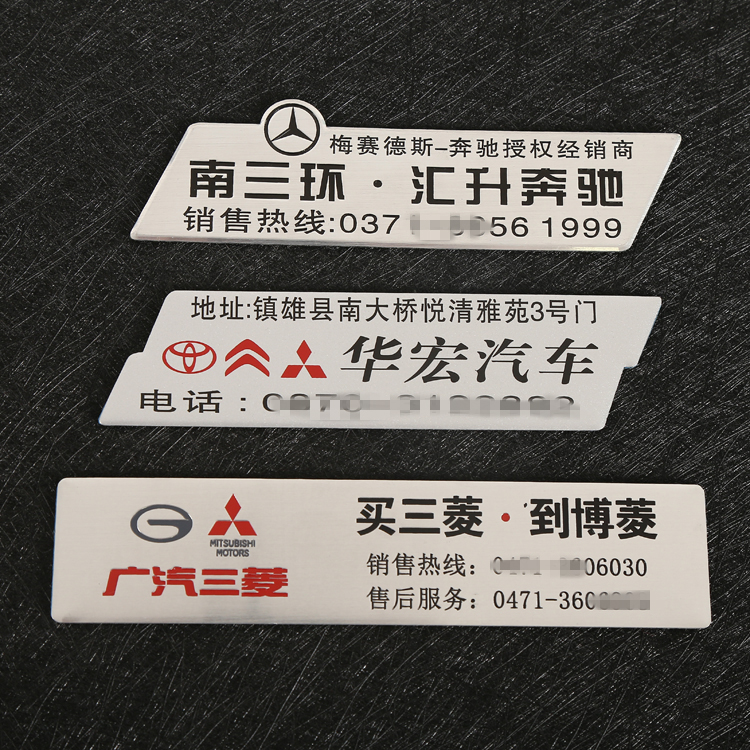 梅赛德斯-奔驰授权经销商
南三环·汇升奔驰
销售热线:037 56 1999
地址:镇雄县南大桥悦清雅苑3号门
华宏汽车
电话:
买三菱·到博菱
MITSUBISHI
MOTORS
广汽三菱
销售热线: 06030
售后服务:0471-360